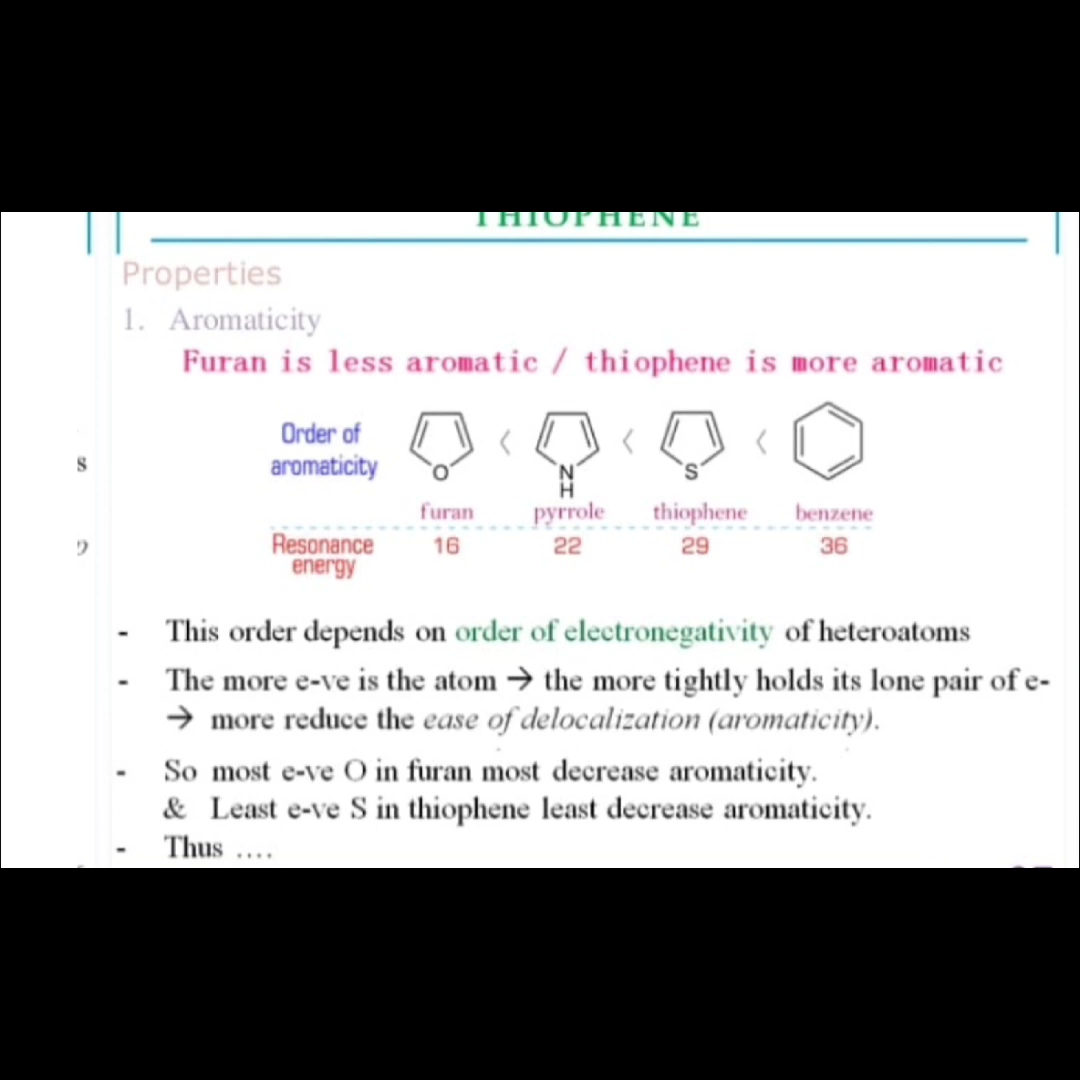 THIOPHENE
Properties
1. Aromaticity
Furan is less aromatic / thiophene is more aromatic
Order of aromaticity
O < N H < S <
furan pyrrole thiophene benzene
Resonance energy 16 22 29 36
s
- This order depends on order of electronegativity of heteroatoms
- The more e-ve is the atom → the more tightly holds its lone pair of e-
→ more reduce the ease of delocalization (aromaticity).
- So most e-ve O in furan most decrease aromaticity.
& Least e-ve S in thiophene least decrease aromaticity.
- Thus ....